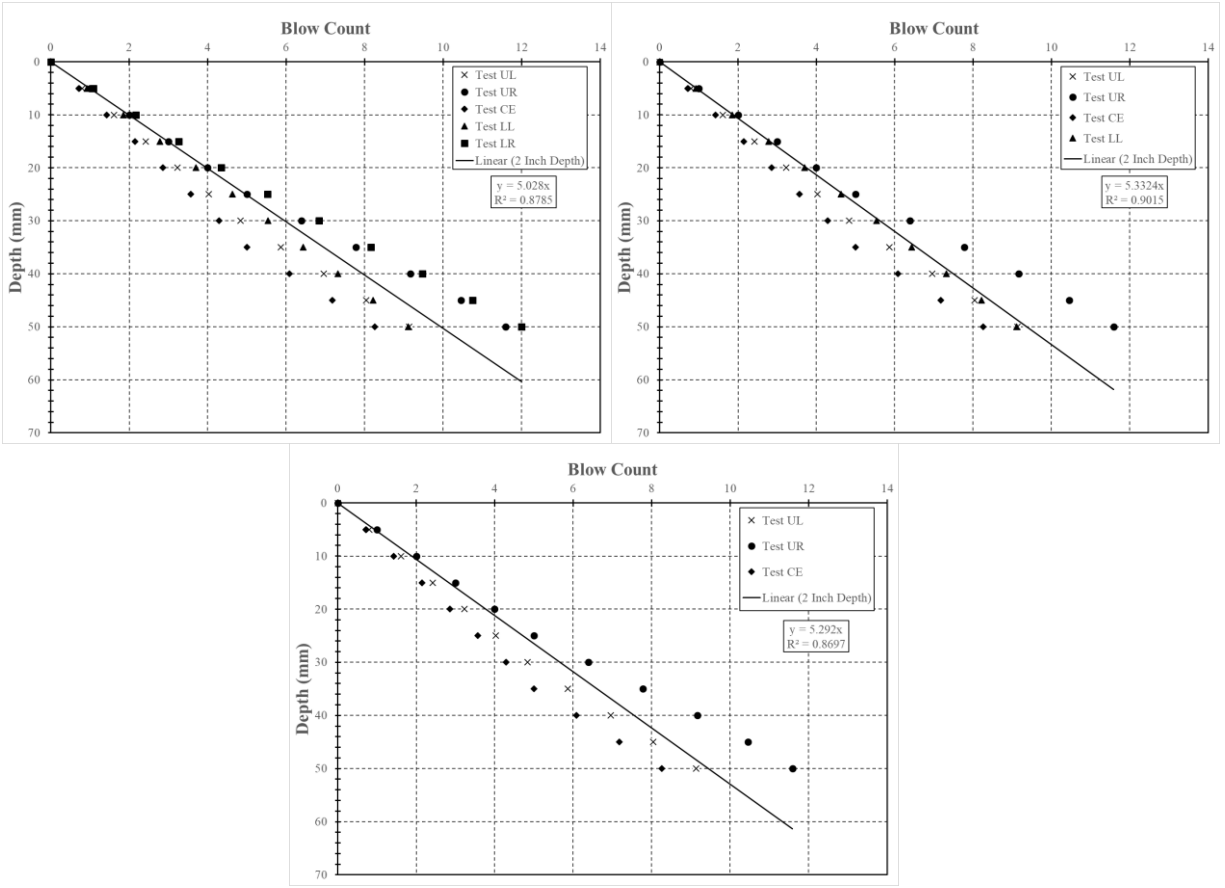 Blow Count
0 2 4 6 8 10 12 14
0
10
20
30
40
50
60
70
Depth (mm)
Test UL
Test UR
Test CE
Test LL
Test LR
Linear (2 Inch Depth)
y = 5.028x
R² = 0.8785
Blow Count
0 2 4 6 8 10 12 14
0
10
20
30
40
50
60
70
Depth (mm)
Test UL
Test UR
Test CE
Test LL
Linear (2 Inch Depth)
y = 5.3324x
R² = 0.9015
Blow Count
0 2 4 6 8 10 12 14
0
10
20
30
40
50
60
70
Depth (mm)
Test UL
Test UR
Test CE
Linear (2 Inch Depth)
y = 5.292x
R² = 0.8697